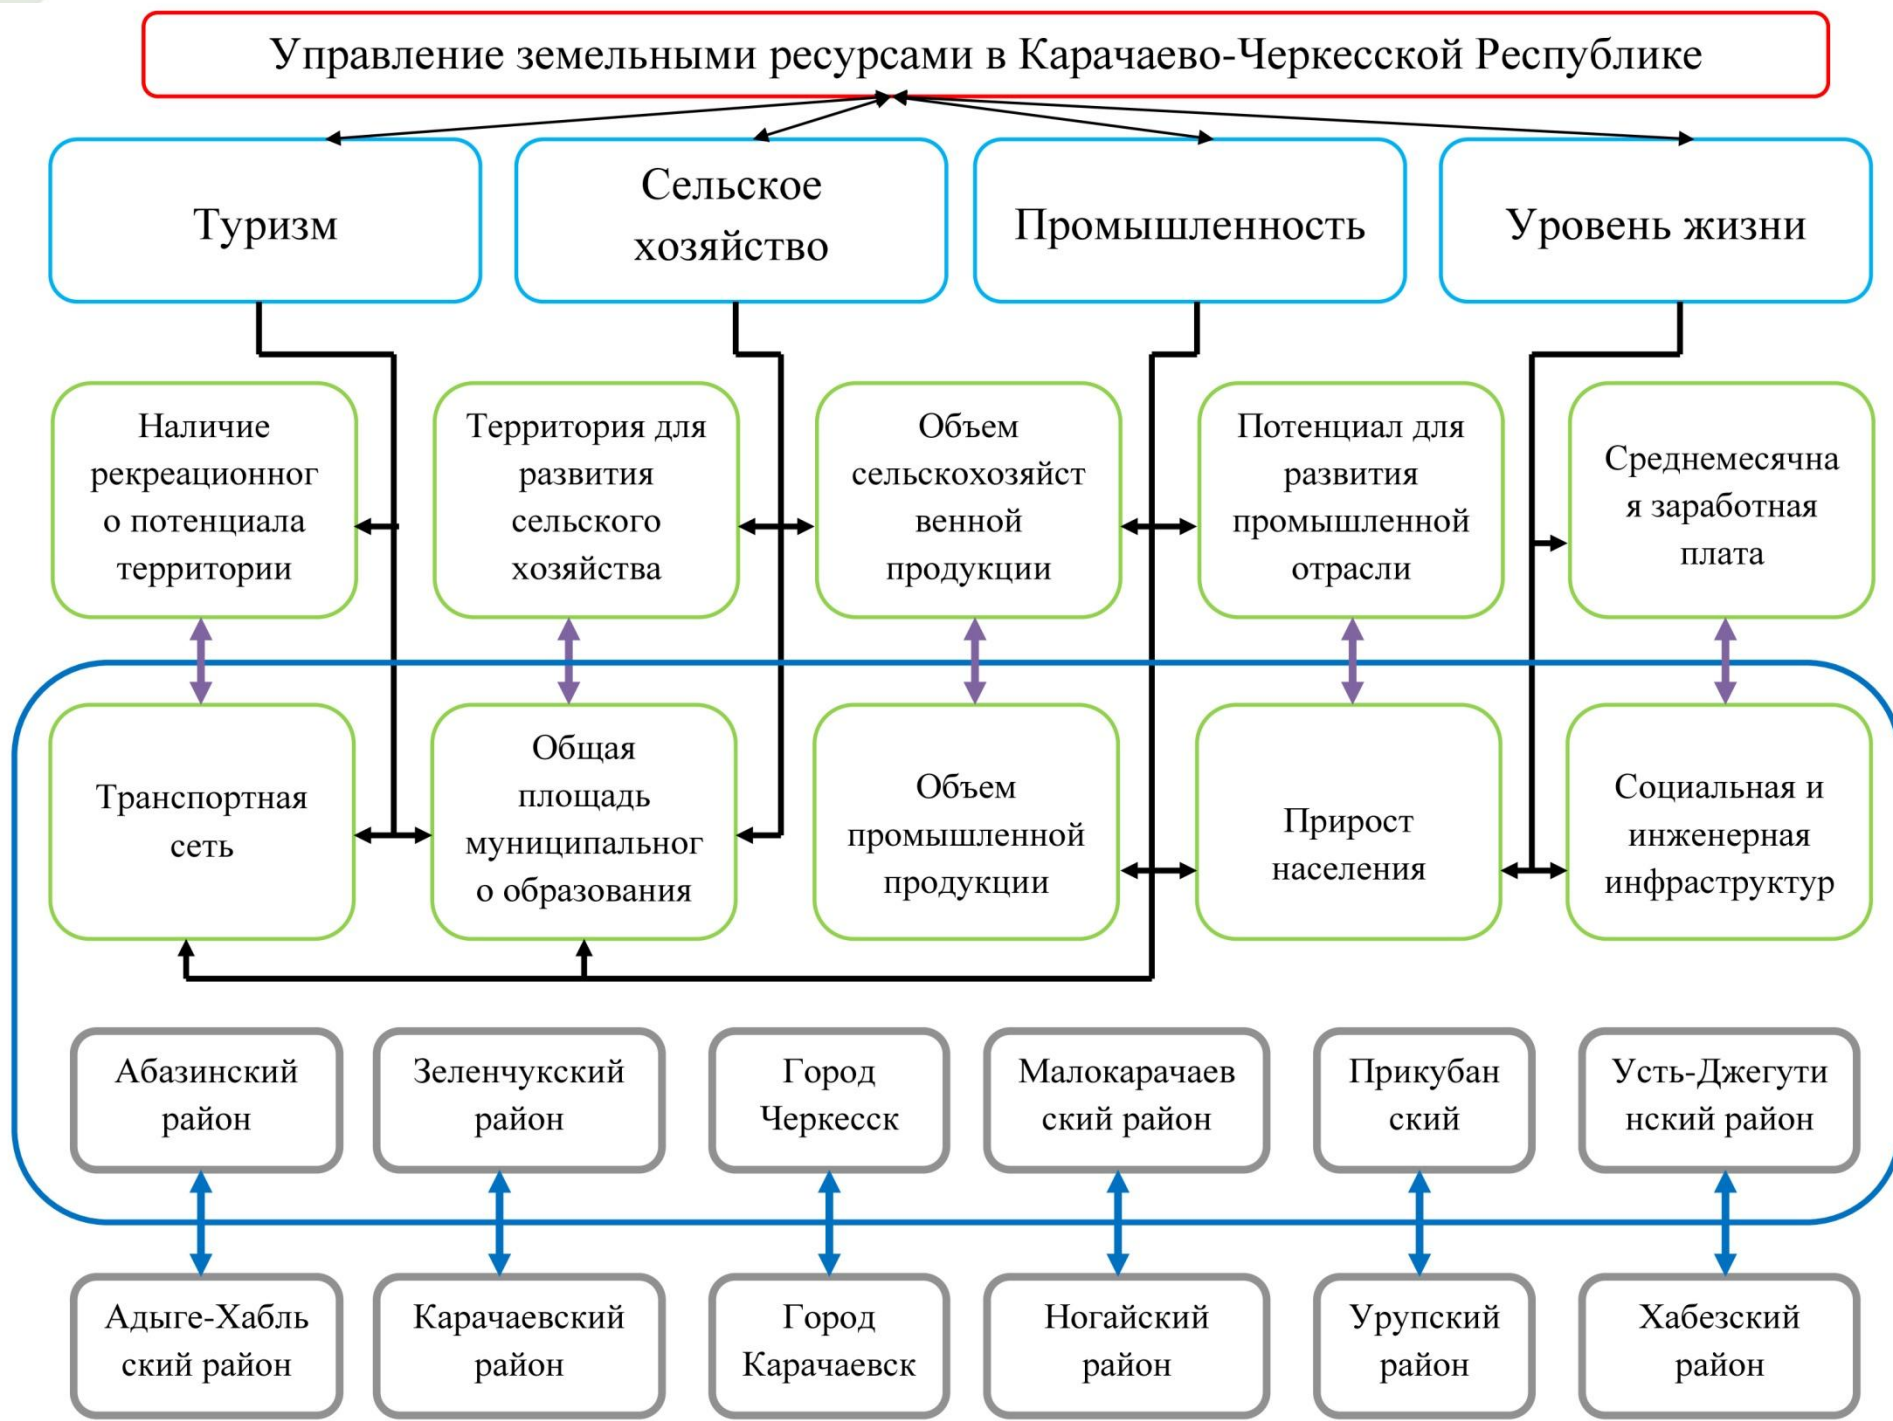 Управление земельными ресурсами в Карачаево-Черкесской Республике
Туризм
Сельское
хозяйство
Промышленность
Уровень жизни
Наличие
рекреационног
о потенциала
территории
Территория для
развития
сельского
хозяйства
Объем
сельскохозяйст
венной
продукции
Потенциал для
развития
промышленной
отрасли
Среднемесячна
я заработная
плата
Транспортная
сеть
Общая
площадь
муниципальног
о образования
Объем
промышленной
продукции
Прирост
населения
Социальная и
инженерная
инфраструктур
Абазинский
район
Зеленчукский
район
Город
Черкесск
Малокарачаев
ский район
Прикубан
ский
Усть-Джегути
нский район
Адыге-Хабль
ский район
Карачаевский
район
Город
Карачаевск
Ногайский
район
Урупский
район
Хабезский
район